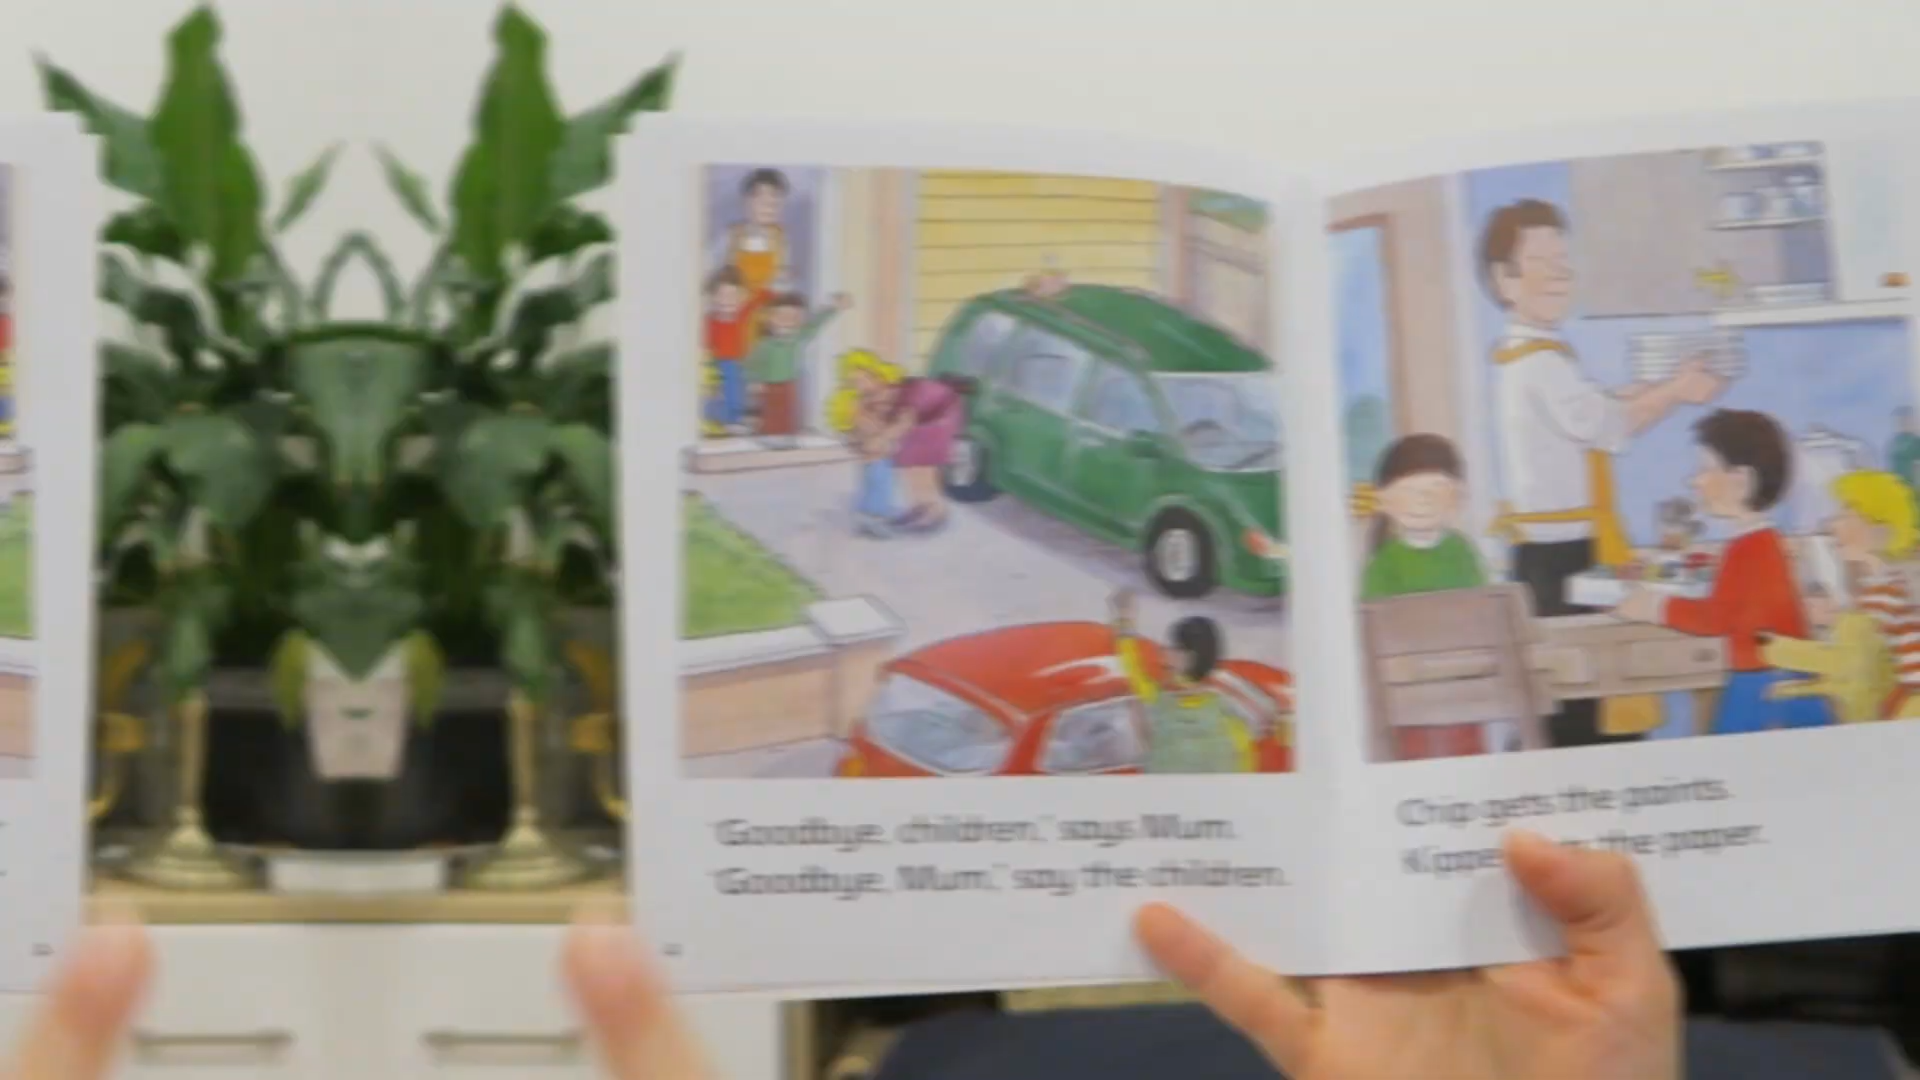 'Goodbye, children,' says Mum.
'Goodbye, Mum,' say the children.
Chip gets the paints.
the paper.